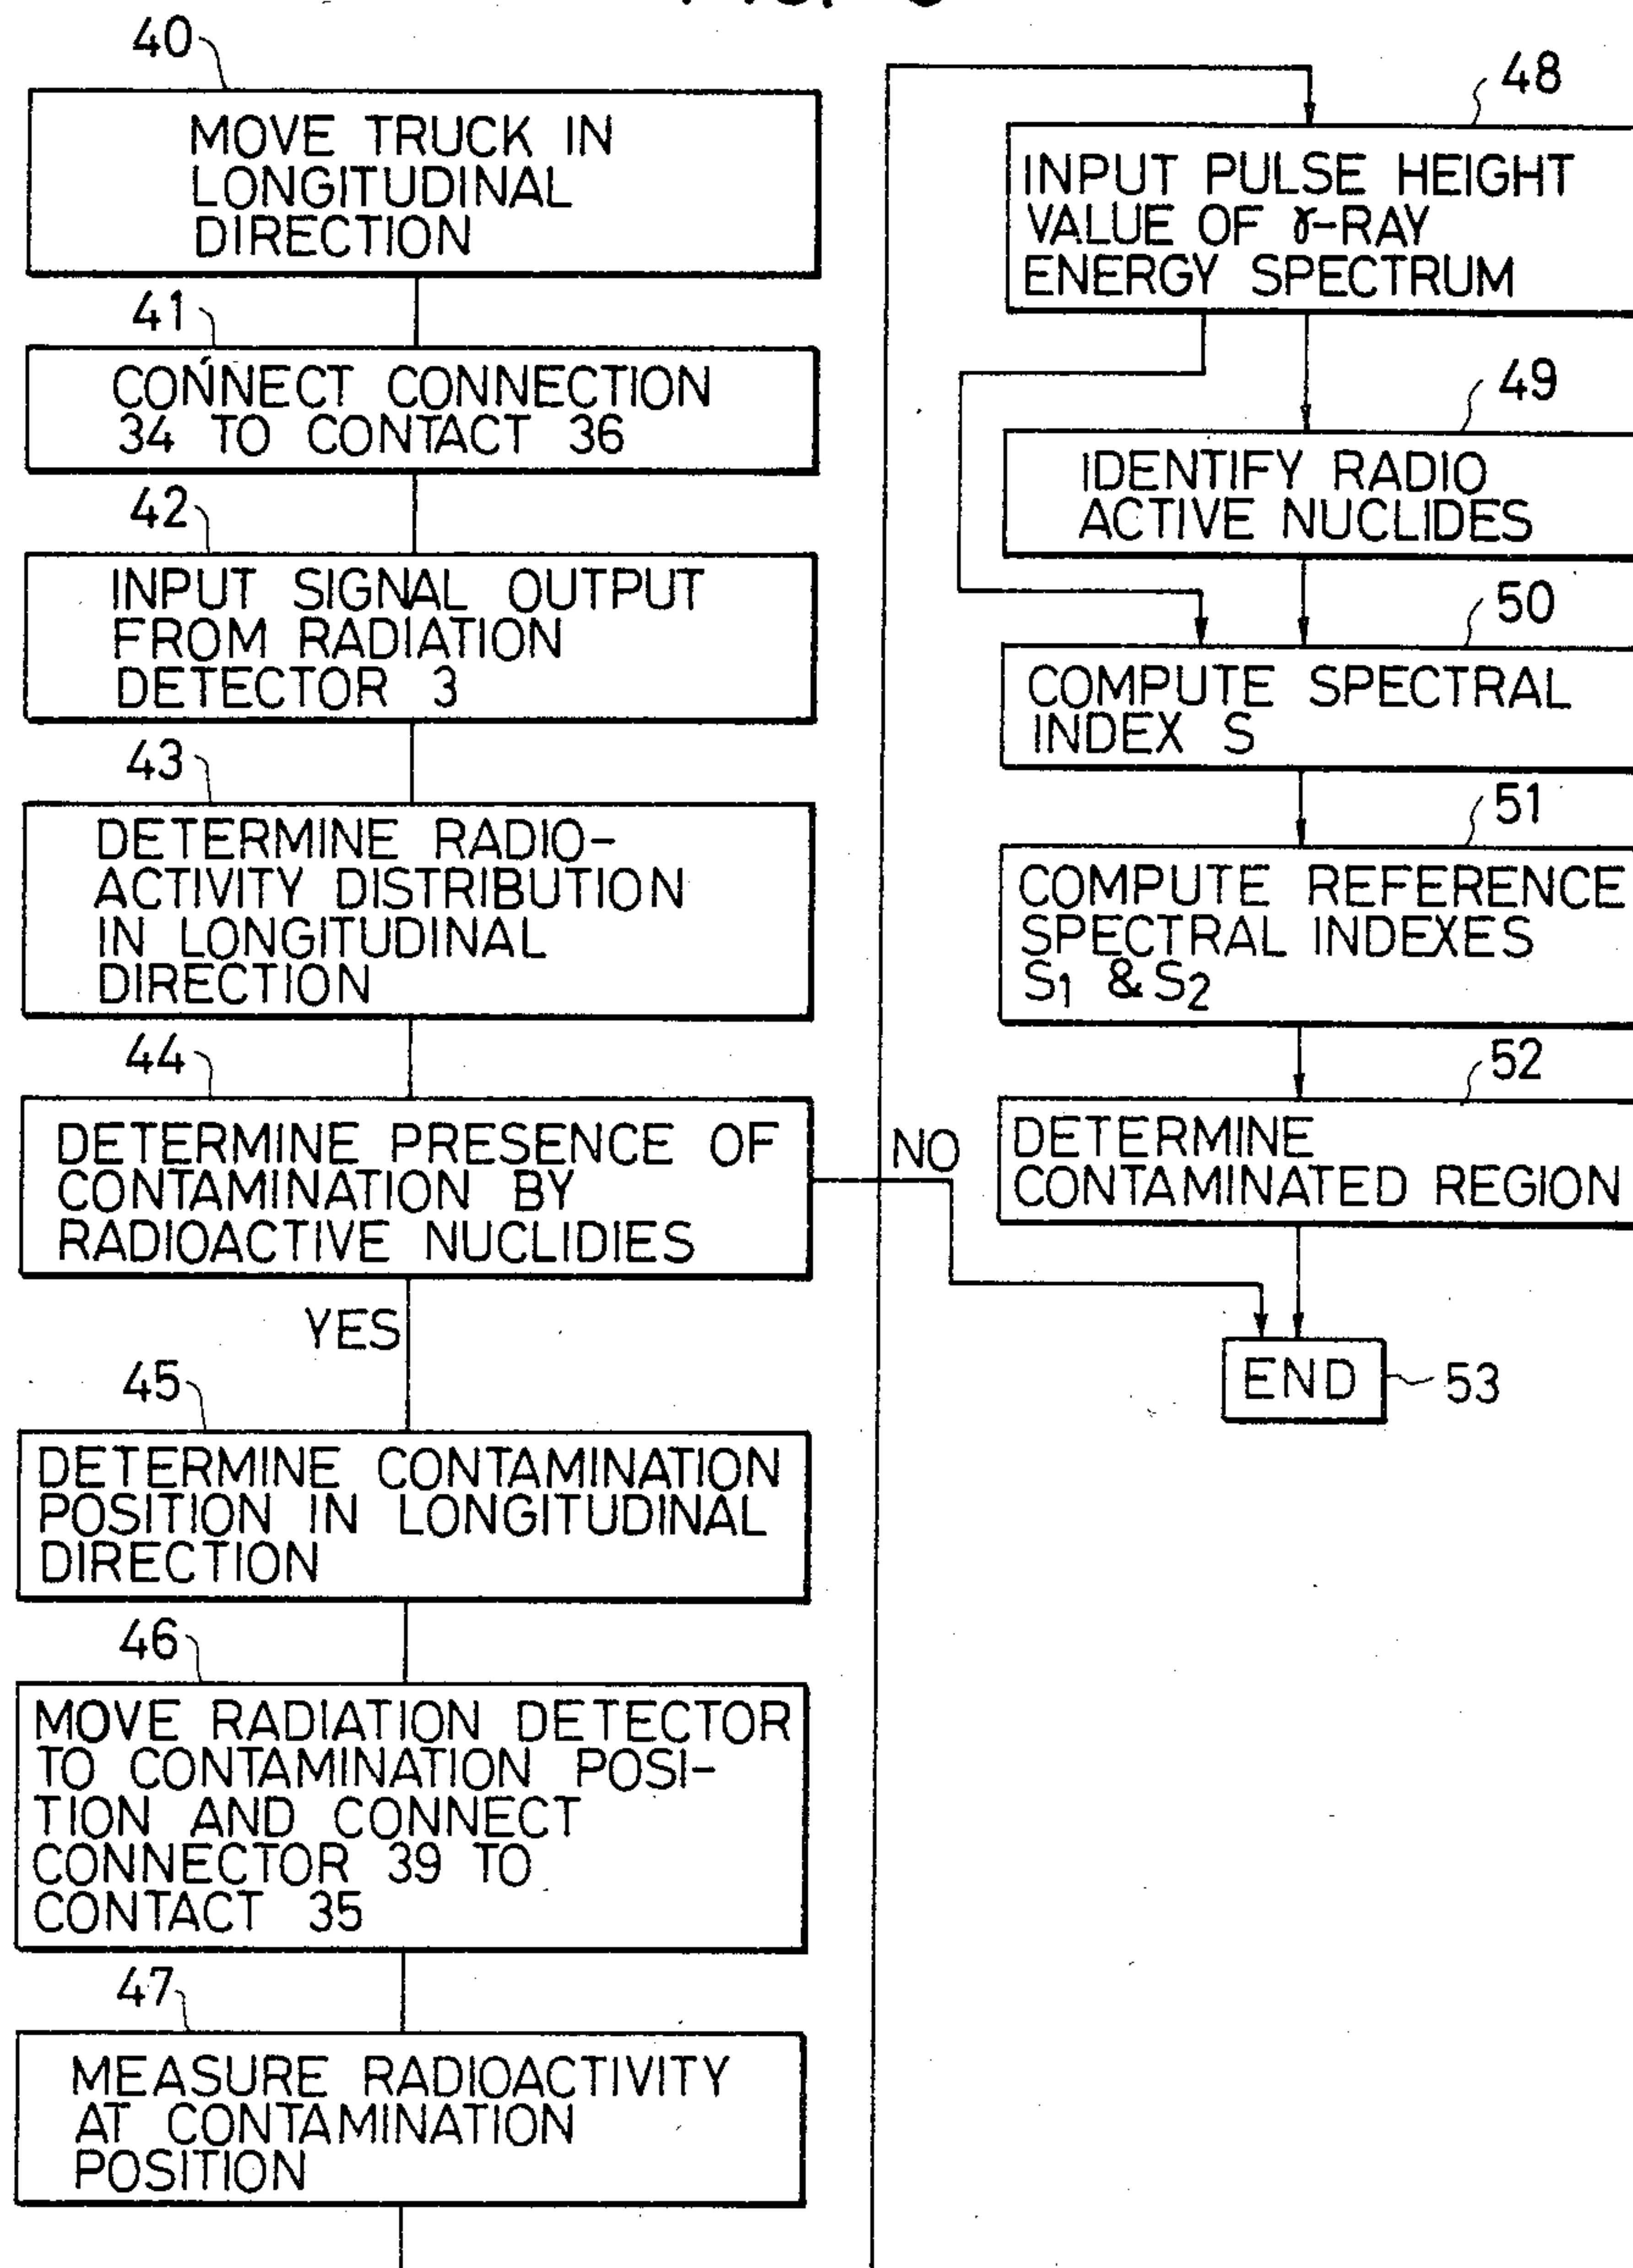 40
MOVE TRUCK IN
LONGITUDINAL
DIRECTION
41
CONNECT CONNECTION
34 TO CONTACT 36
42
INPUT SIGNAL OUTPUT
FROM RADIATION
DETECTOR 3
43
DETERMINE RADIO-
ACTIVITY DISTRIBUTION
IN LONGITUDINAL
DIRECTION
44
DETERMINE PRESENCE OF
CONTAMINATION BY
RADIOACTIVE NUCLIDIES
NO
YES
45
DETERMINE CONTAMINATION
POSITION IN LONGITUDINAL
DIRECTION
46
MOVE RADIATION DETECTOR
TO CONTAMINATION POSI-
TION AND CONNECT
CONNECTOR 39 TO
CONTACT 35
47
MEASURE RADIOACTIVITY
AT CONTAMINATION
POSITION
48
INPUT PULSE HEIGHT
VALUE OF γ-RAY
ENERGY SPECTRUM
49
IDENTIFY RADIO
ACTIVE NUCLIDES
50
COMPUTE SPECTRAL
INDEX S
51
COMPUTE REFERENCE
SPECTRAL INDEXES
S1 & S2
52
DETERMINE
CONTAMINATED REGION
END
53